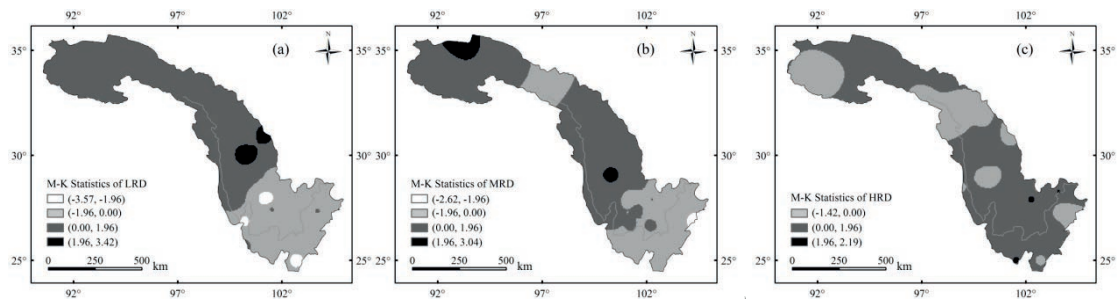 92° 97° 102°
35°
30°
25°
(a)
N
M-K Statistics of LRD
(-3.57, -1.96)
(-1.96, 0.00)
(0.00, 1.96)
(1.96, 3.42)
0 250 500
km
92° 97° 102°
92° 97° 102°
35°
30°
25°
(b)
N
M-K Statistics of MRD
(-2.62, -1.96)
(-1.96, 0.00)
(0.00, 1.96)
(1.96, 3.04)
0 250 500
km
92° 97° 102°
92° 97° 102°
35°
30°
25°
35°
30°
25°
(c)
N
M-K Statistics of HRD
(-1.42, 0.00)
(0.00, 1.96)
(1.96, 2.19)
0 250 500
km
92° 97° 102°